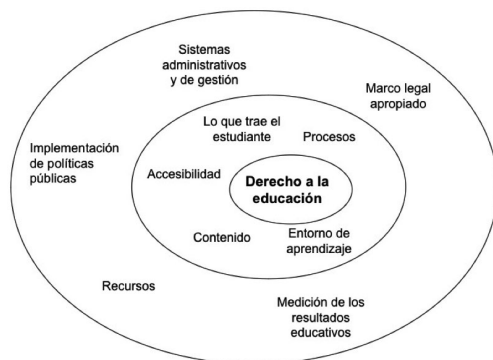 Sistemas
administrativos
y de gestión
Marco legal
apropiado
Implementación
de políticas
públicas
Lo que trae el
estudiante
Procesos
Accesibilidad
Derecho a la
educación
Contenido
Entorno de
aprendizaje
Recursos
Medición de los
resultados
educativos